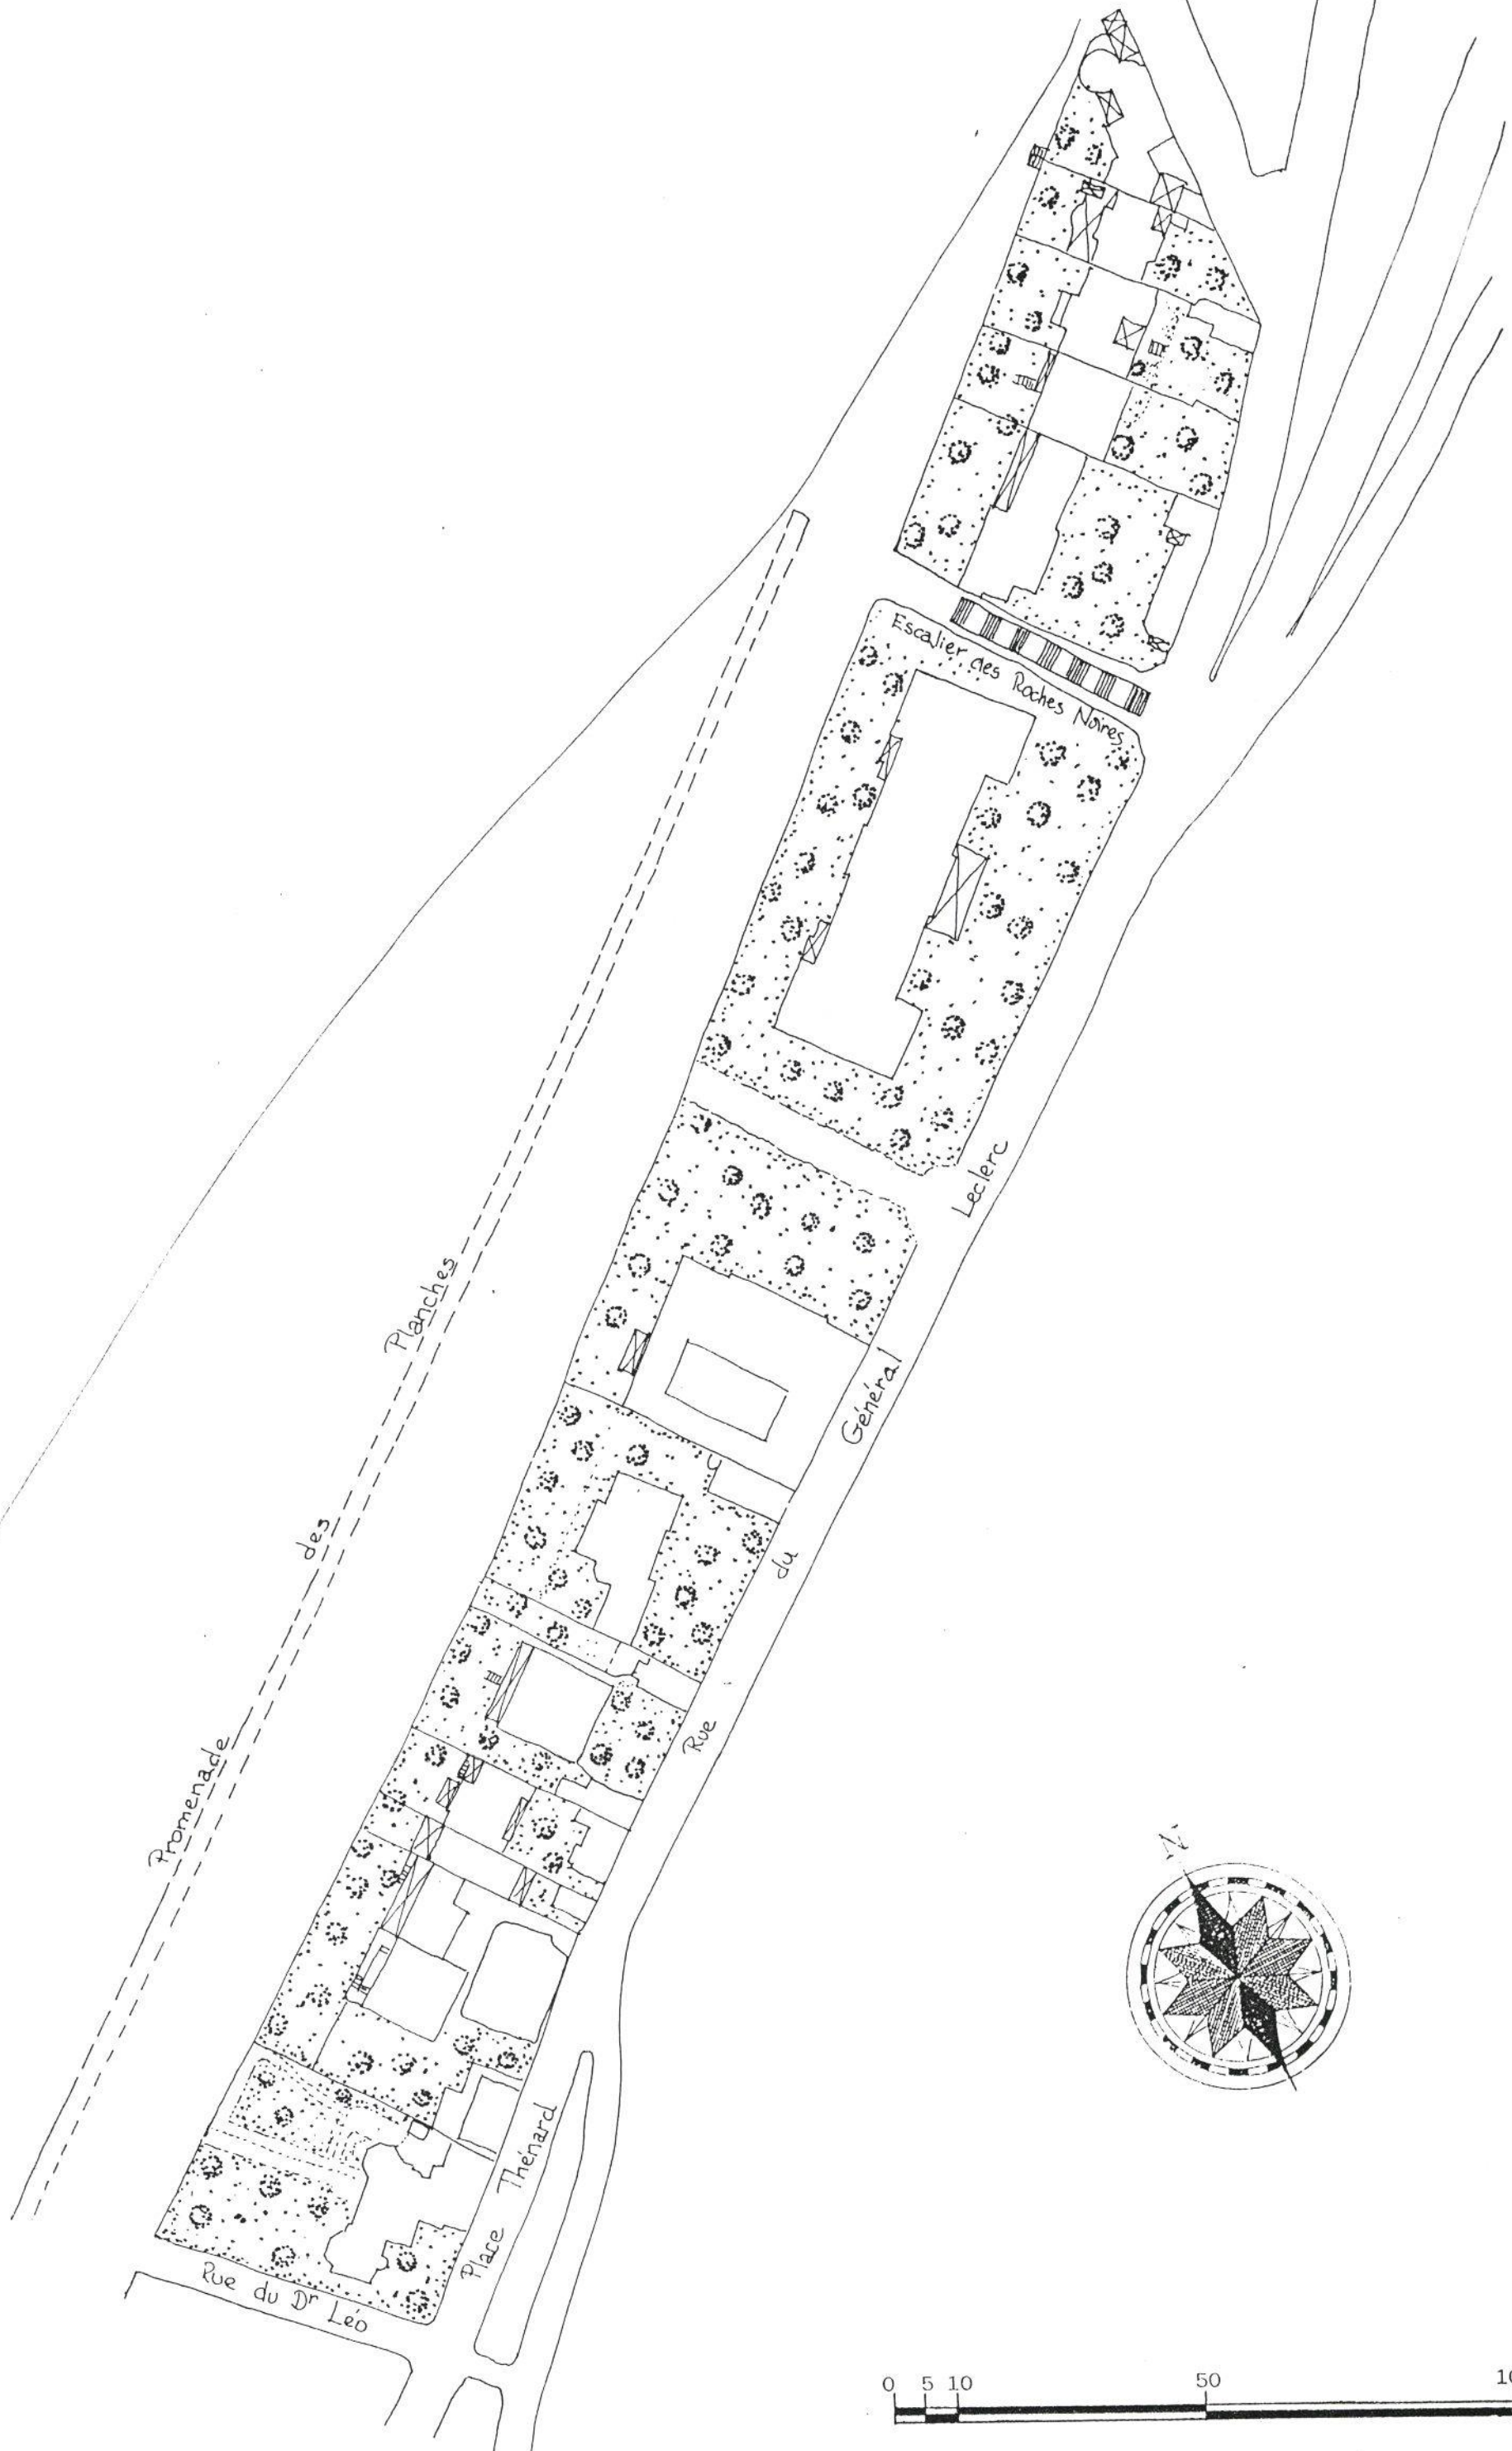 Escalier des Roches Noires
Promenade des Planches
Rue du Général Leclerc
Place Thénard
Rue du Dr Léo
N
0 5 10 50